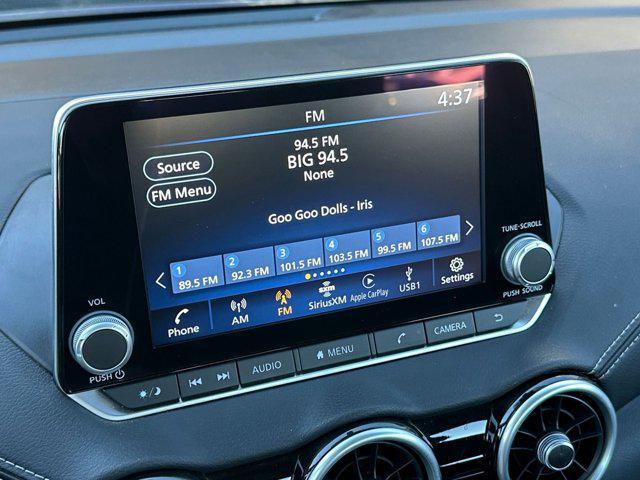 FM
4:37
94.5 FM
BIG 94.5
None
Source
FM Menu
Goo Goo Dolls - Iris
1 89.5 FM
2 92.3 FM
3 101.5 FM
4 103.5 FM
5 99.5 FM
6 107.5 FM
Phone
AM
FM
sxm
SiriusXM
Apple CarPlay
USB1
Settings
VOL
PUSH
TUNE·SCROLL
PUSH SOUND
AUDIO
MENU
CAMERA